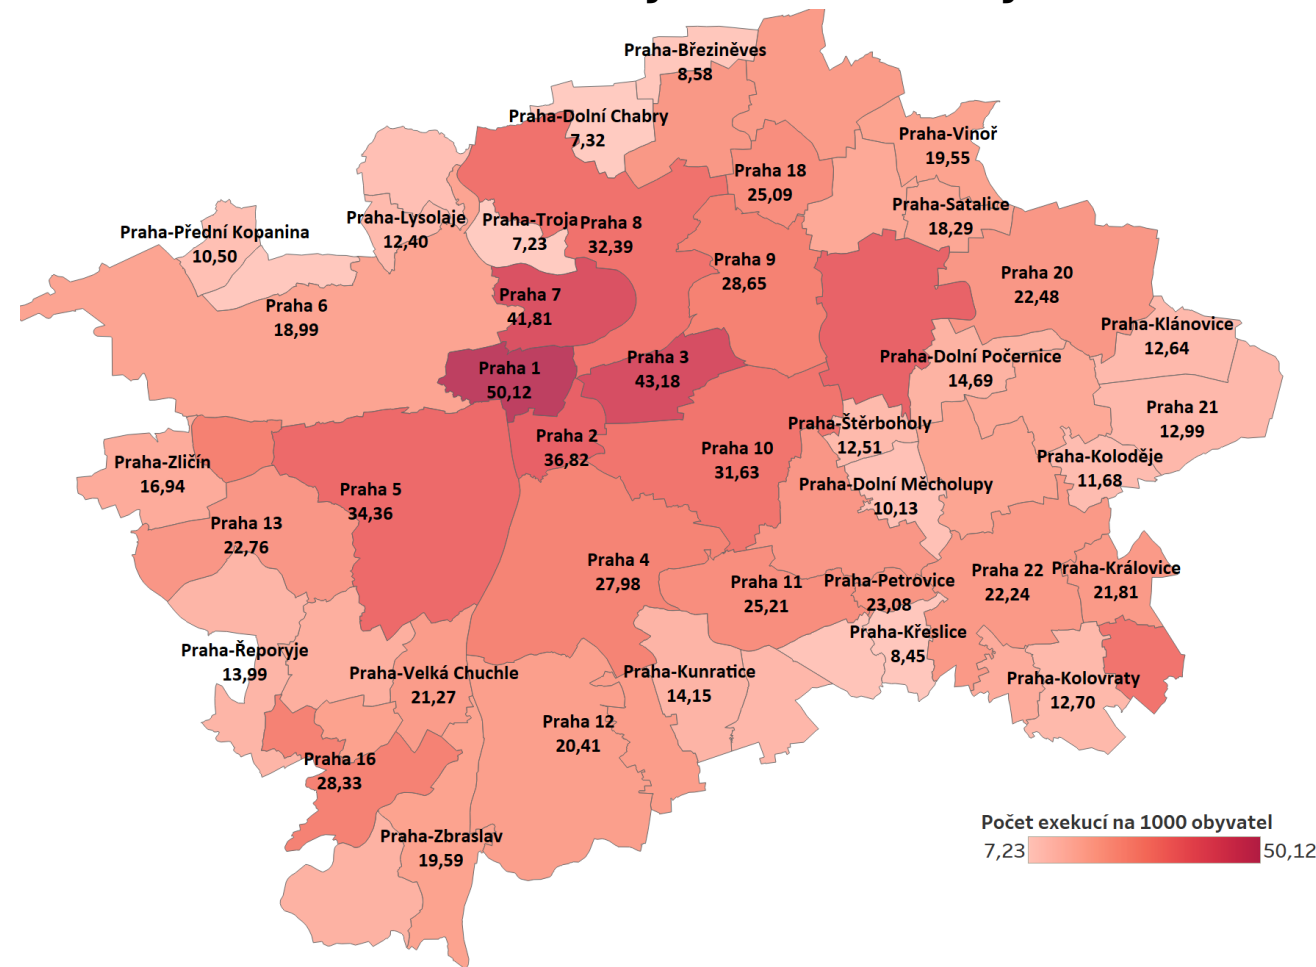 Praha-Březiněves
8,58
Praha-Dolní Chabry
7,32
Praha-Vinoř
19,55
Praha 18
25,09
Praha-Satalice
18,29
Praha-Lysolaje
12,40
Praha-Troja
7,23
Praha 8
32,39
Praha-Přední Kopanina
10,50
Praha 9
28,65
Praha 20
22,48
Praha 7
41,81
Praha 6
18,99
Praha-Klánovice
12,64
Praha 3
43,18
Praha-Dolní Počernice
14,69
Praha 1
50,12
Praha 21
12,99
Praha-Štěrboholy
12,51
Praha 2
36,82
Praha 10
31,63
Praha-Koloděje
11,68
Praha-Zličín
16,94
Praha-Dolní Měcholupy
10,13
Praha 5
34,36
Praha 13
22,76
Praha 4
27,98
Praha 22
22,24
Praha-Královice
21,81
Praha 11
25,21
Praha-Petrovice
23,08
Praha-Křeslice
8,45
Praha-Řeporyje
13,99
Praha-Velká Chuchle
21,27
Praha-Kunratice
14,15
Praha-Kolovraty
12,70
Praha 12
20,41
Praha 16
28,33
Praha-Zbraslav
19,59
Počet exekucí na 1000 obyvatel
7,23
50,12